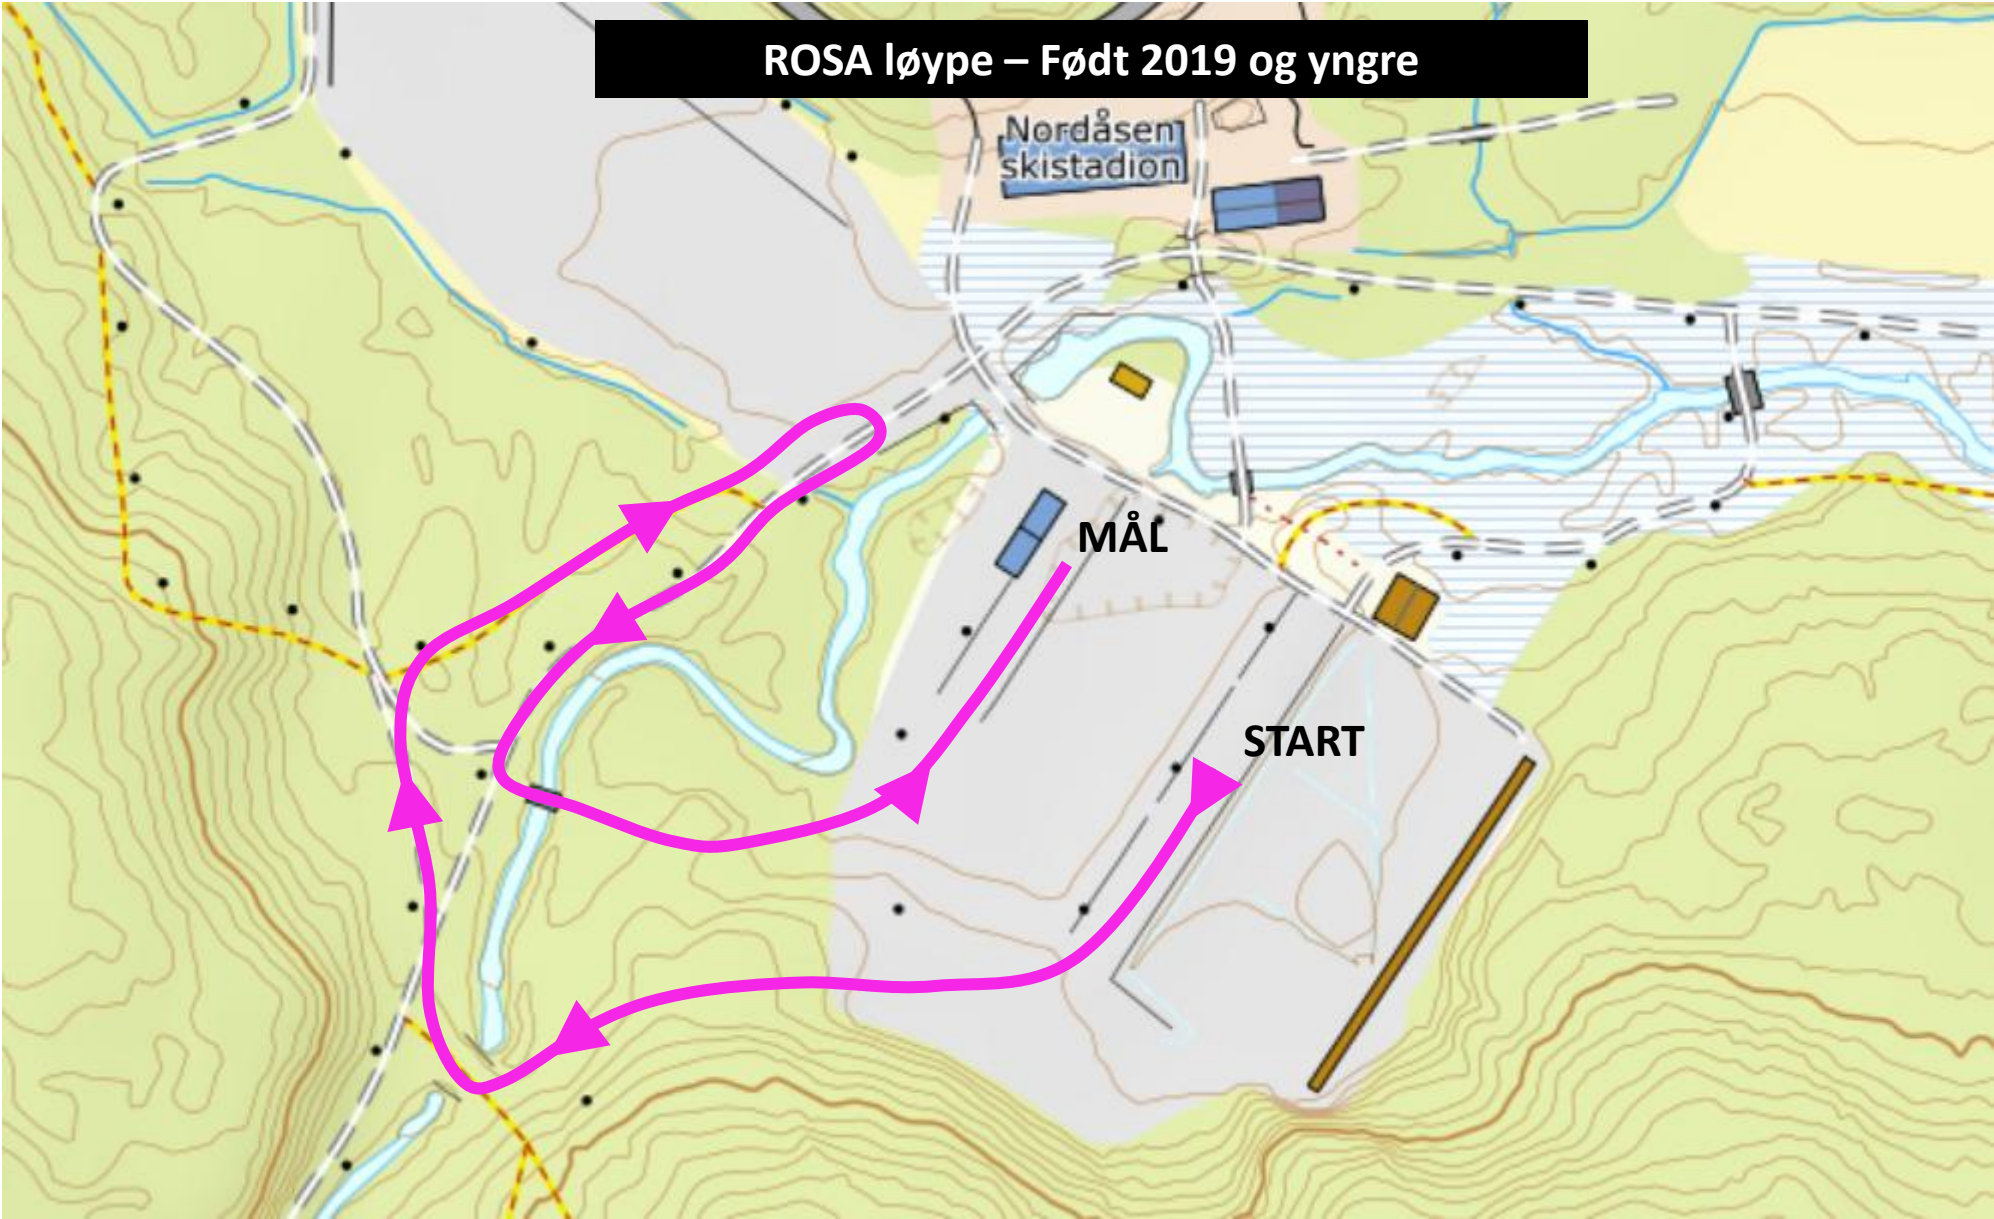 ROSA løype – Født 2019 og yngre
Nordåsen
skistadion
MÅL
START